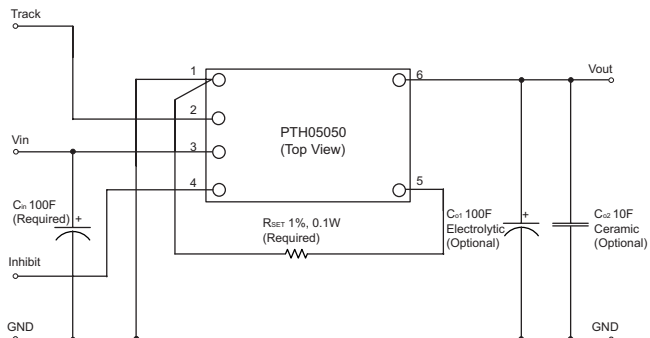 Track
1
6
Vout
2
PTH05050
(Top View)
Vin
3
4
5
Cin 100F +
(Required)
RSET 1%, 0.1W
(Required)
Co1 100F +
Electrolytic
(Optional)
Co2 10F
Ceramic
(Optional)
Inhibit
GND
GND